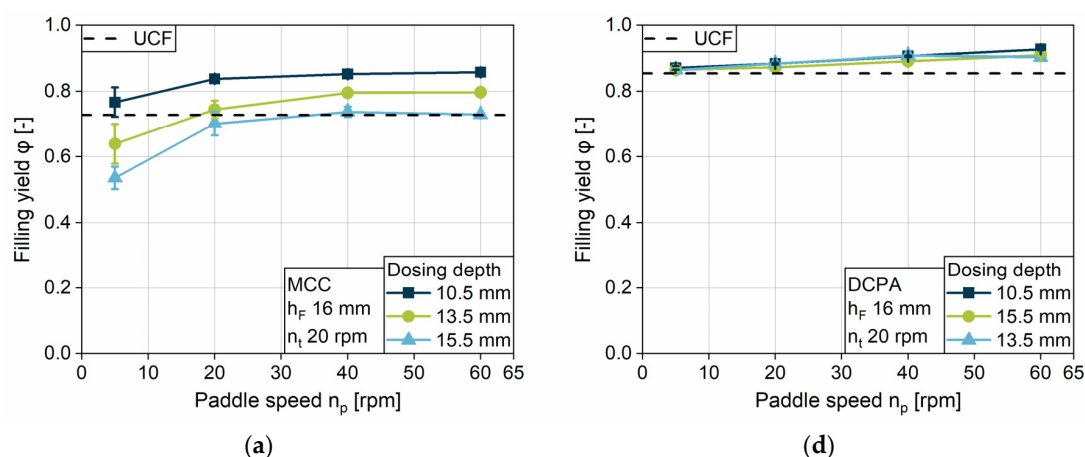 1.0
0.8
0.6
0.4
0.2
0.0
Filling yield φ [-]
UCF
MCC
h_F 16 mm
n_t 20 rpm
Dosing depth
10.5 mm
13.5 mm
15.5 mm
0 10 20 30 40 50 60 65
Paddle speed n_p [rpm]
(a)
1.0
0.8
0.6
0.4
0.2
0.0
Filling yield φ [-]
UCF
DCPA
h_F 16 mm
n_t 20 rpm
Dosing depth
10.5 mm
15.5 mm
13.5 mm
0 10 20 30 40 50 60 65
Paddle speed n_p [rpm]
(d)